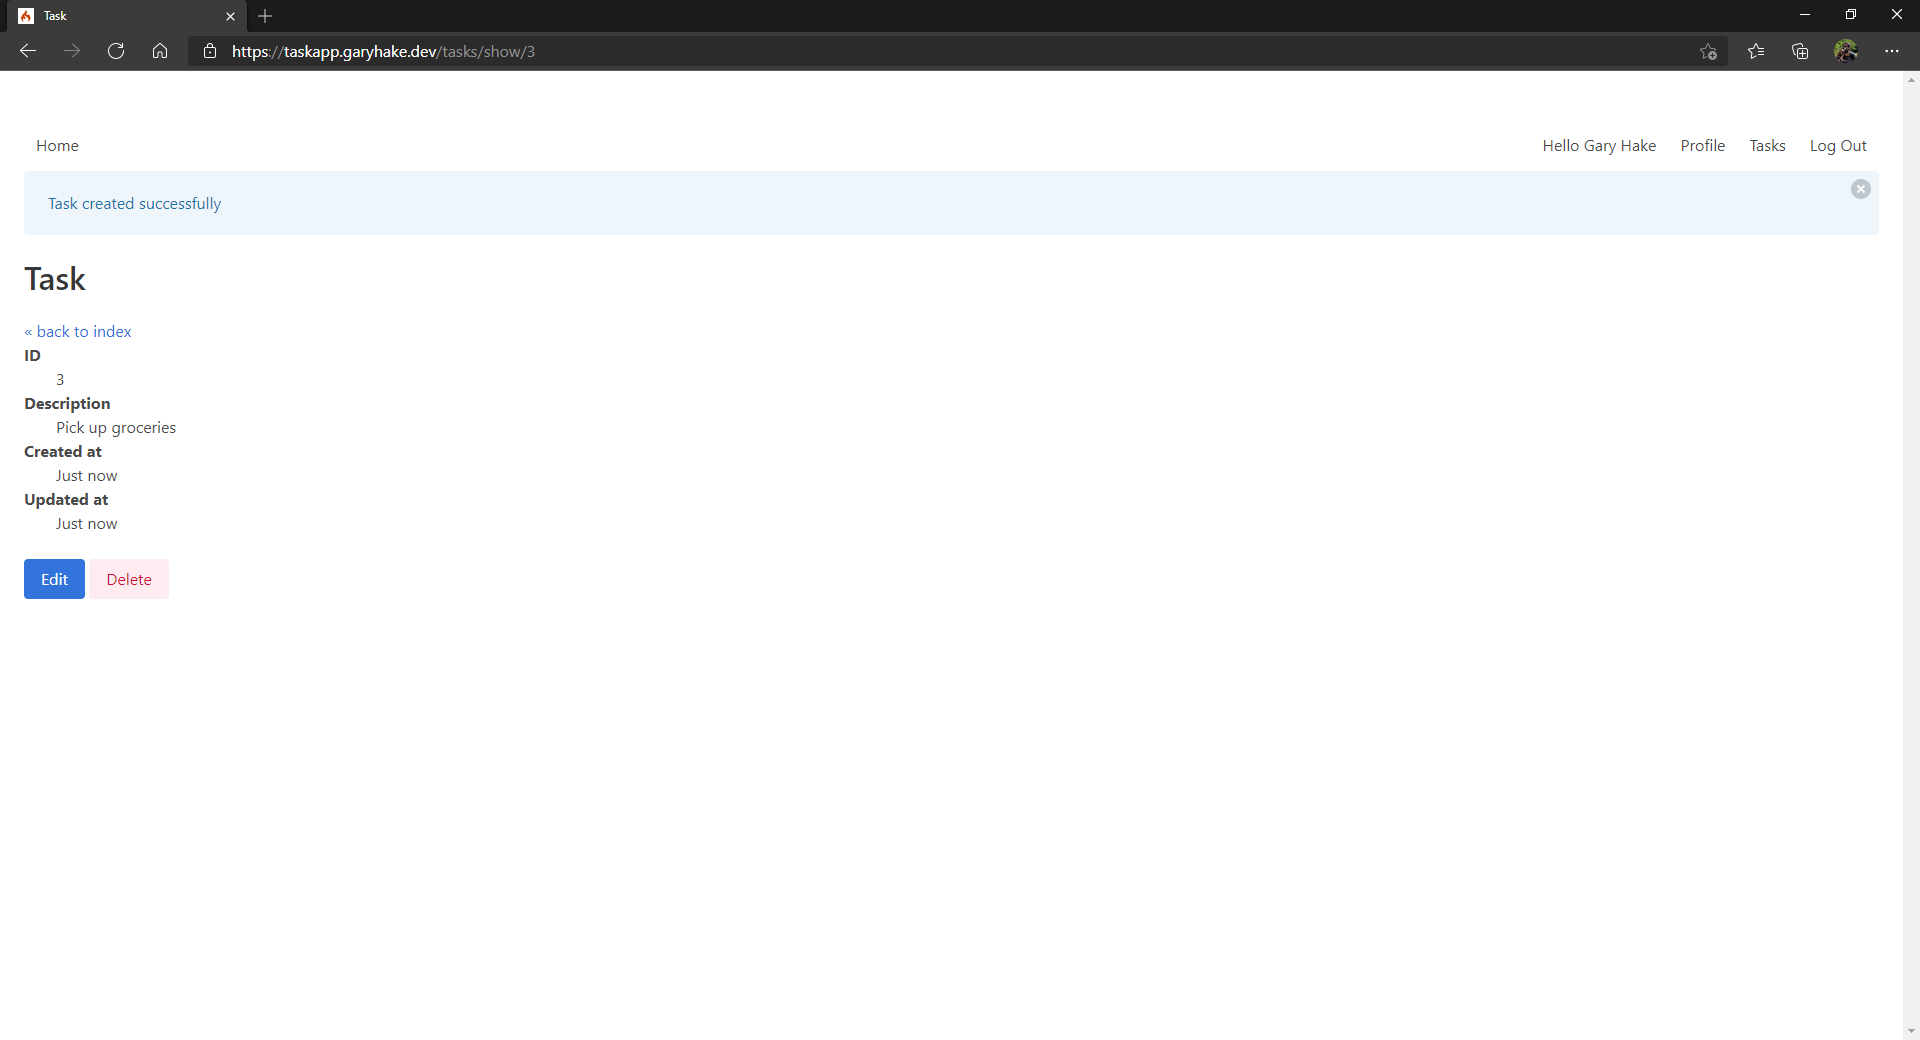 Task
https://taskapp.garyhake.dev/tasks/show/3
Home
Hello Gary Hake
Profile
Tasks
Log Out
Task created successfully
Task
« back to index
ID
3
Description
Pick up groceries
Created at
Just now
Updated at
Just now
Edit
Delete